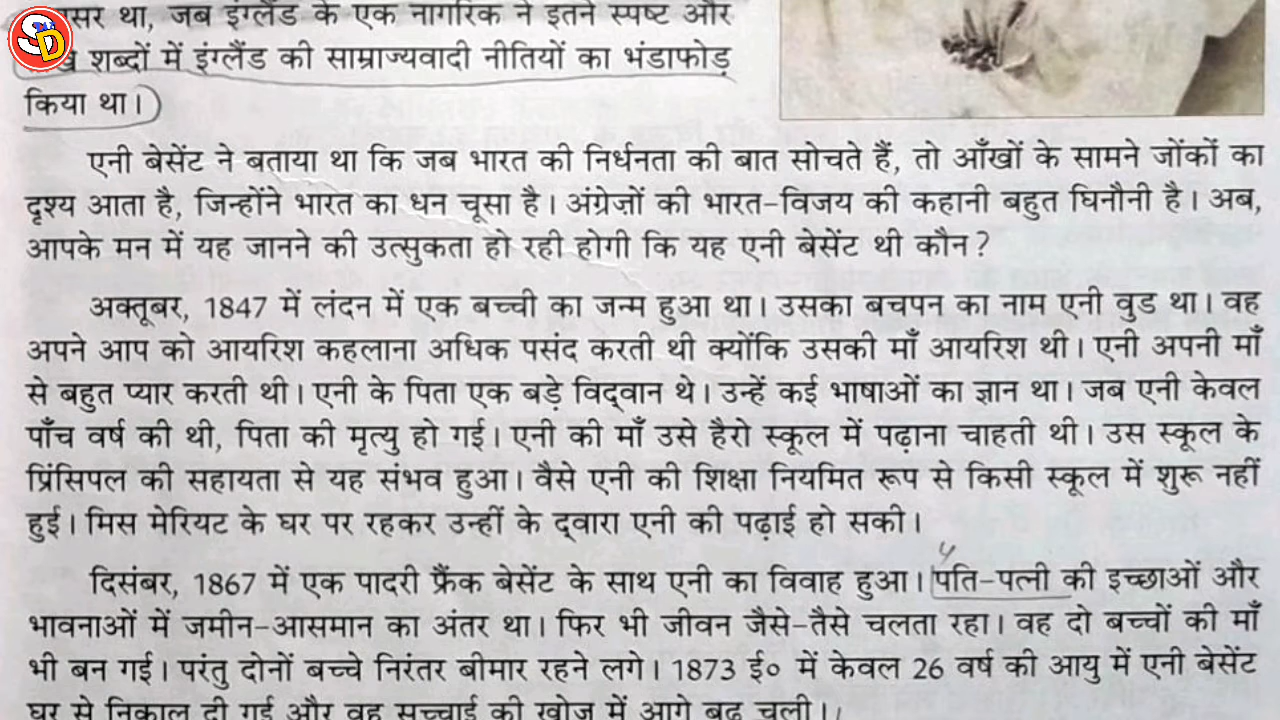 था, जब इंग्लैंड के एक नागरिक ने इतने स्पष्ट और
SD
शब्दों में इंग्लैंड की साम्राज्यवादी नीतियों का भंडाफोड़
किया था।
एनी बेसेंट ने बताया था कि जब भारत की निर्धनता की बात सोचते हैं, तो आँखों के सामने जोंकों का
दृश्य आता है, जिन्होंने भारत का धन चूसा है। अंग्रेज़ों की भारत-विजय की कहानी बहुत घिनौनी है। अब,
आपके मन में यह जानने की उत्सुकता हो रही होगी कि यह एनी बेसेंट थी कौन?
अक्तूबर, 1847 में लंदन में एक बच्ची का जन्म हुआ था। उसका बचपन का नाम एनी वुड था। वह
अपने आप को आयरिश कहलाना अधिक पसंद करती थी क्योंकि उसकी माँ आयरिश थी। एनी अपनी माँ
से बहुत प्यार करती थी। एनी के पिता एक बड़े विद्‌वान थे। उन्हें कई भाषाओं का ज्ञान था। जब एनी केवल
पाँच वर्ष की थी, पिता की मृत्यु हो गई। एनी की माँ उसे हैरो स्कूल में पढ़ाना चाहती थी। उस स्कूल के
प्रिंसिपल की सहायता से यह संभव हुआ। वैसे एनी की शिक्षा नियमित रूप से किसी स्कूल में शुरू नहीं
हुई। मिस मेरियट के घर पर रहकर उन्हीं के द्‌वारा एनी की पढ़ाई हो सकी।
दिसंबर, 1867 में एक पादरी फ्रैंक बेसेंट के साथ एनी का विवाह हुआ। पति-पत्नी की इच्छाओं और
भावनाओं में जमीन-आसमान का अंतर था। फिर भी जीवन जैसे-तैसे चलता रहा। वह दो बच्चों की माँ
भी बन गई। परंतु दोनों बच्चे निरंतर बीमार रहने लगे। 1873 ई० में केवल 26 वर्ष की आयु में एनी बेसेंट
घर से निकाल दी गई और वह सच्चाई की खोज में आगे बढ़ चली।